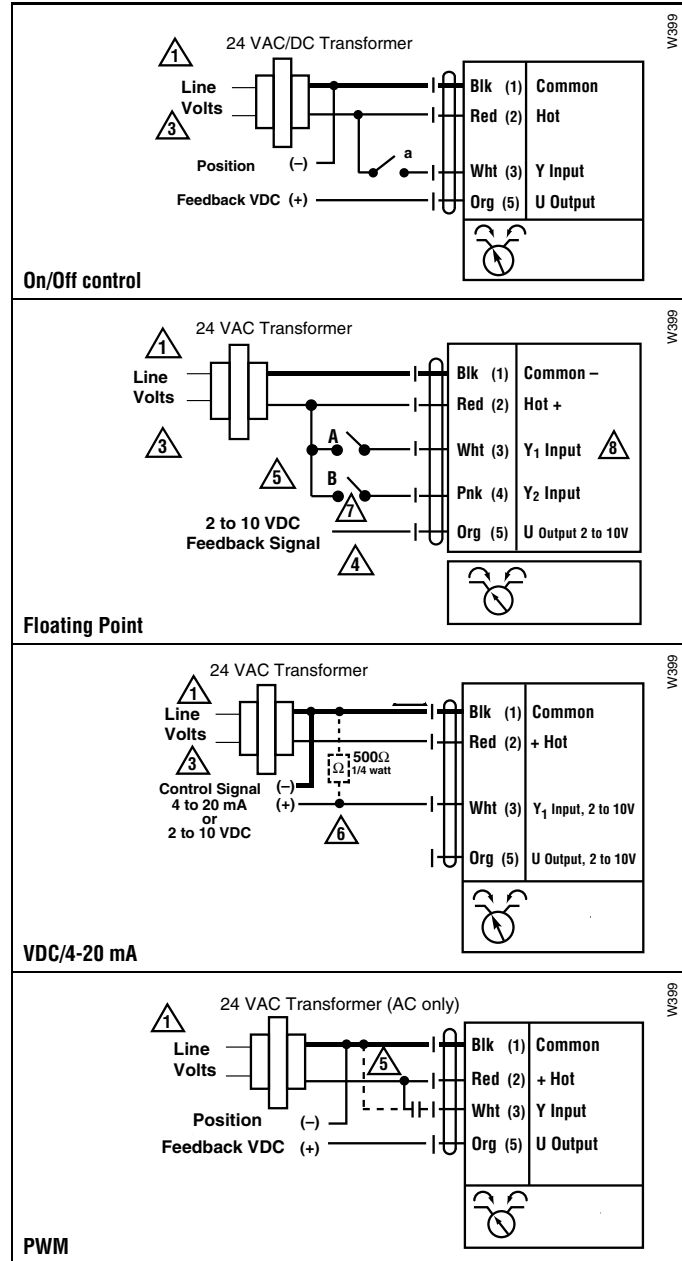 W399
24 VAC/DC Transformer
1
Line
Volts
3
Blk (1) Common
Red (2) Hot
a
Position (–)
Wht (3) Y Input
Feedback VDC (+)
Org (5) U Output
On/Off control
W399
24 VAC Transformer
1
Line
Volts
3
Blk (1) Common –
Red (2) Hot +
A
Wht (3) Y1 Input 8
5
B
7
Pnk (4) Y2 Input
2 to 10 VDC
Feedback Signal
4
Org (5) U Output 2 to 10V
Floating Point
W399
24 VAC Transformer
1
Line
Volts
3
Blk (1) Common
Red (2) + Hot
500Ω
1/4 watt
Ω
Control Signal (–)
4 to 20 mA (+)
or
2 to 10 VDC
6
Wht (3) Y1 Input, 2 to 10V
Org (5) U Output, 2 to 10V
VDC/4-20 mA
W399
24 VAC Transformer (AC only)
1
Line
Volts
5
Blk (1) Common
Red (2) + Hot
Wht (3) Y Input
Position (–)
Feedback VDC (+)
Org (5) U Output
PWM